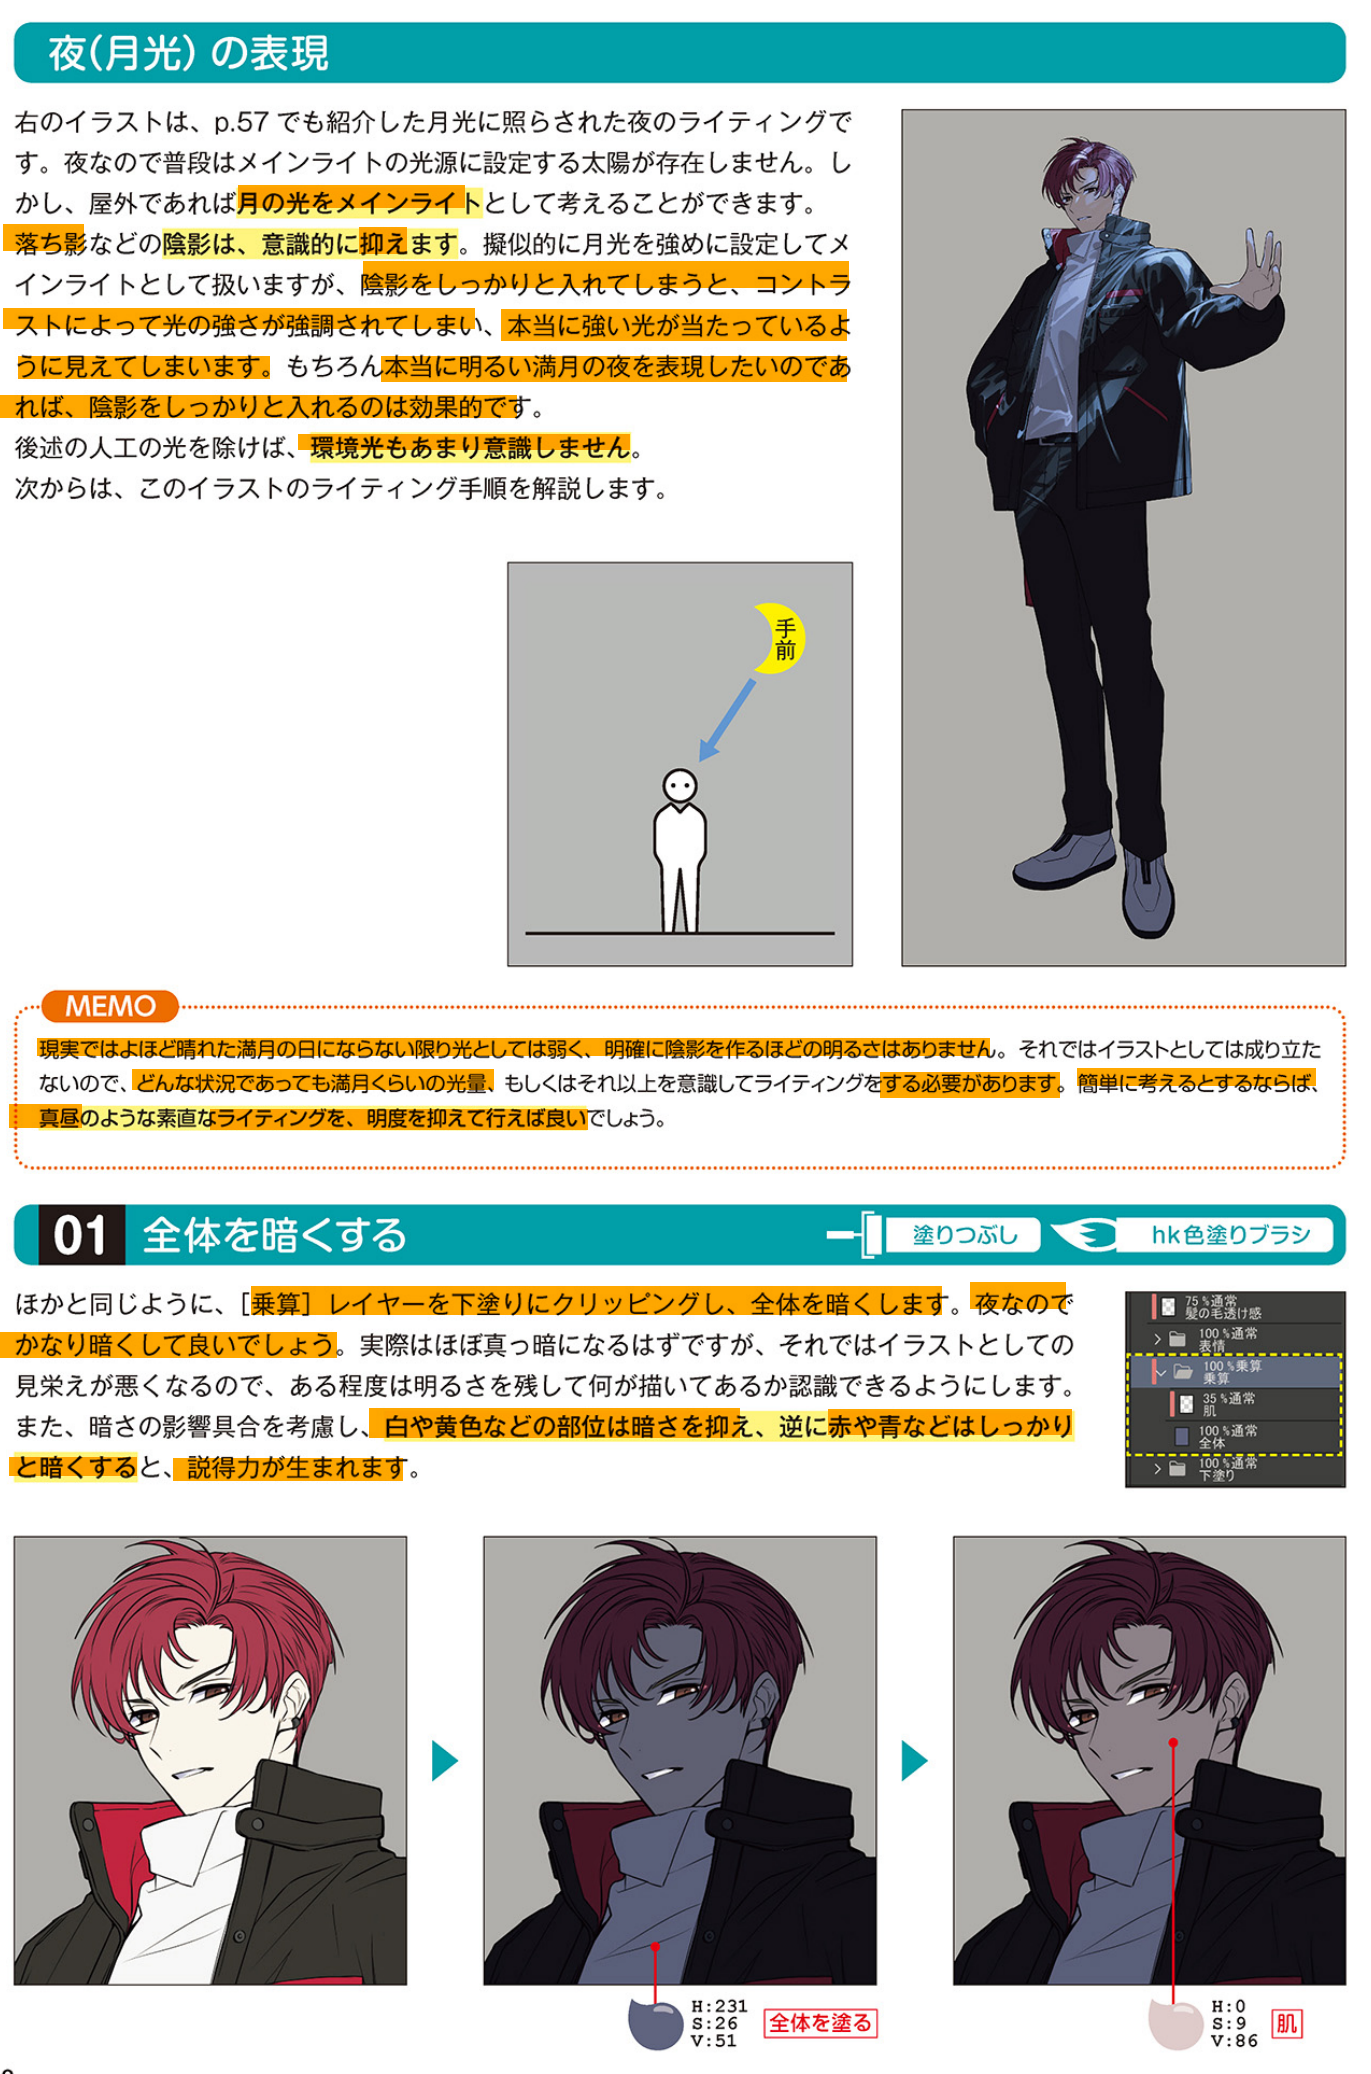 夜(月光)の表現
右のイラストは、p.57 でも紹介した月光に照らされた夜のライティングで
す。夜なので普段はメインライトの光源に設定する太陽が存在しません。し
かし、屋外であれば月の光をメインライトとして考えることができます。
落ち影などの陰影は、意識的に抑えます。擬似的に月光を強めに設定してメ
インライトとして扱いますが、陰影をしっかりと入れてしまうと、コントラ
ストによって光の強さが強調されてしまい、本当に強い光が当たっているよ
うに見えてしまいます。もちろん本当に明るい満月の夜を表現したいのであ
れば、陰影をしっかりと入れるのは効果的です。
後述の人工の光を除けば、環境光もあまり意識しません。
次からは、このイラストのライティング手順を解説します。
手前
MEMO
現実ではよほど晴れた満月の日にならない限り光としては弱く、明確に陰影を作るほどの明るさはありません。それではイラストとしては成り立た
ないので、どんな状況であっても満月くらいの光量、もしくはそれ以上を意識してライティングをする必要があります。簡単に考えるとするならば、
真昼のような素直なライティングを、明度を抑えて行えば良いでしょう。
01 全体を暗くする 塗りつぶし hk色塗りブラシ
ほかと同じように、[乗算]レイヤーを下塗りにクリッピングし、全体を暗くします。夜なので
かなり暗くして良いでしょう。実際はほぼ真っ暗になるはずですが、それではイラストとしての
見栄えが悪くなるので、ある程度は明るさを残して何が描いてあるか認識できるようにします。
また、暗さの影響具合を考慮し、白や黄色などの部位は暗さを抑え、逆に赤や青などはしっかり
と暗くすると、説得力が生まれます。
75 %通常
髪の毛透け感
100 %通常
表情
100 %乗算
乗算
35 %通常
肌
100 %通常
全体
100 %通常
下塗り
H:231
S:26
V:51
全体を塗る
H:0
S:9
V:86
肌